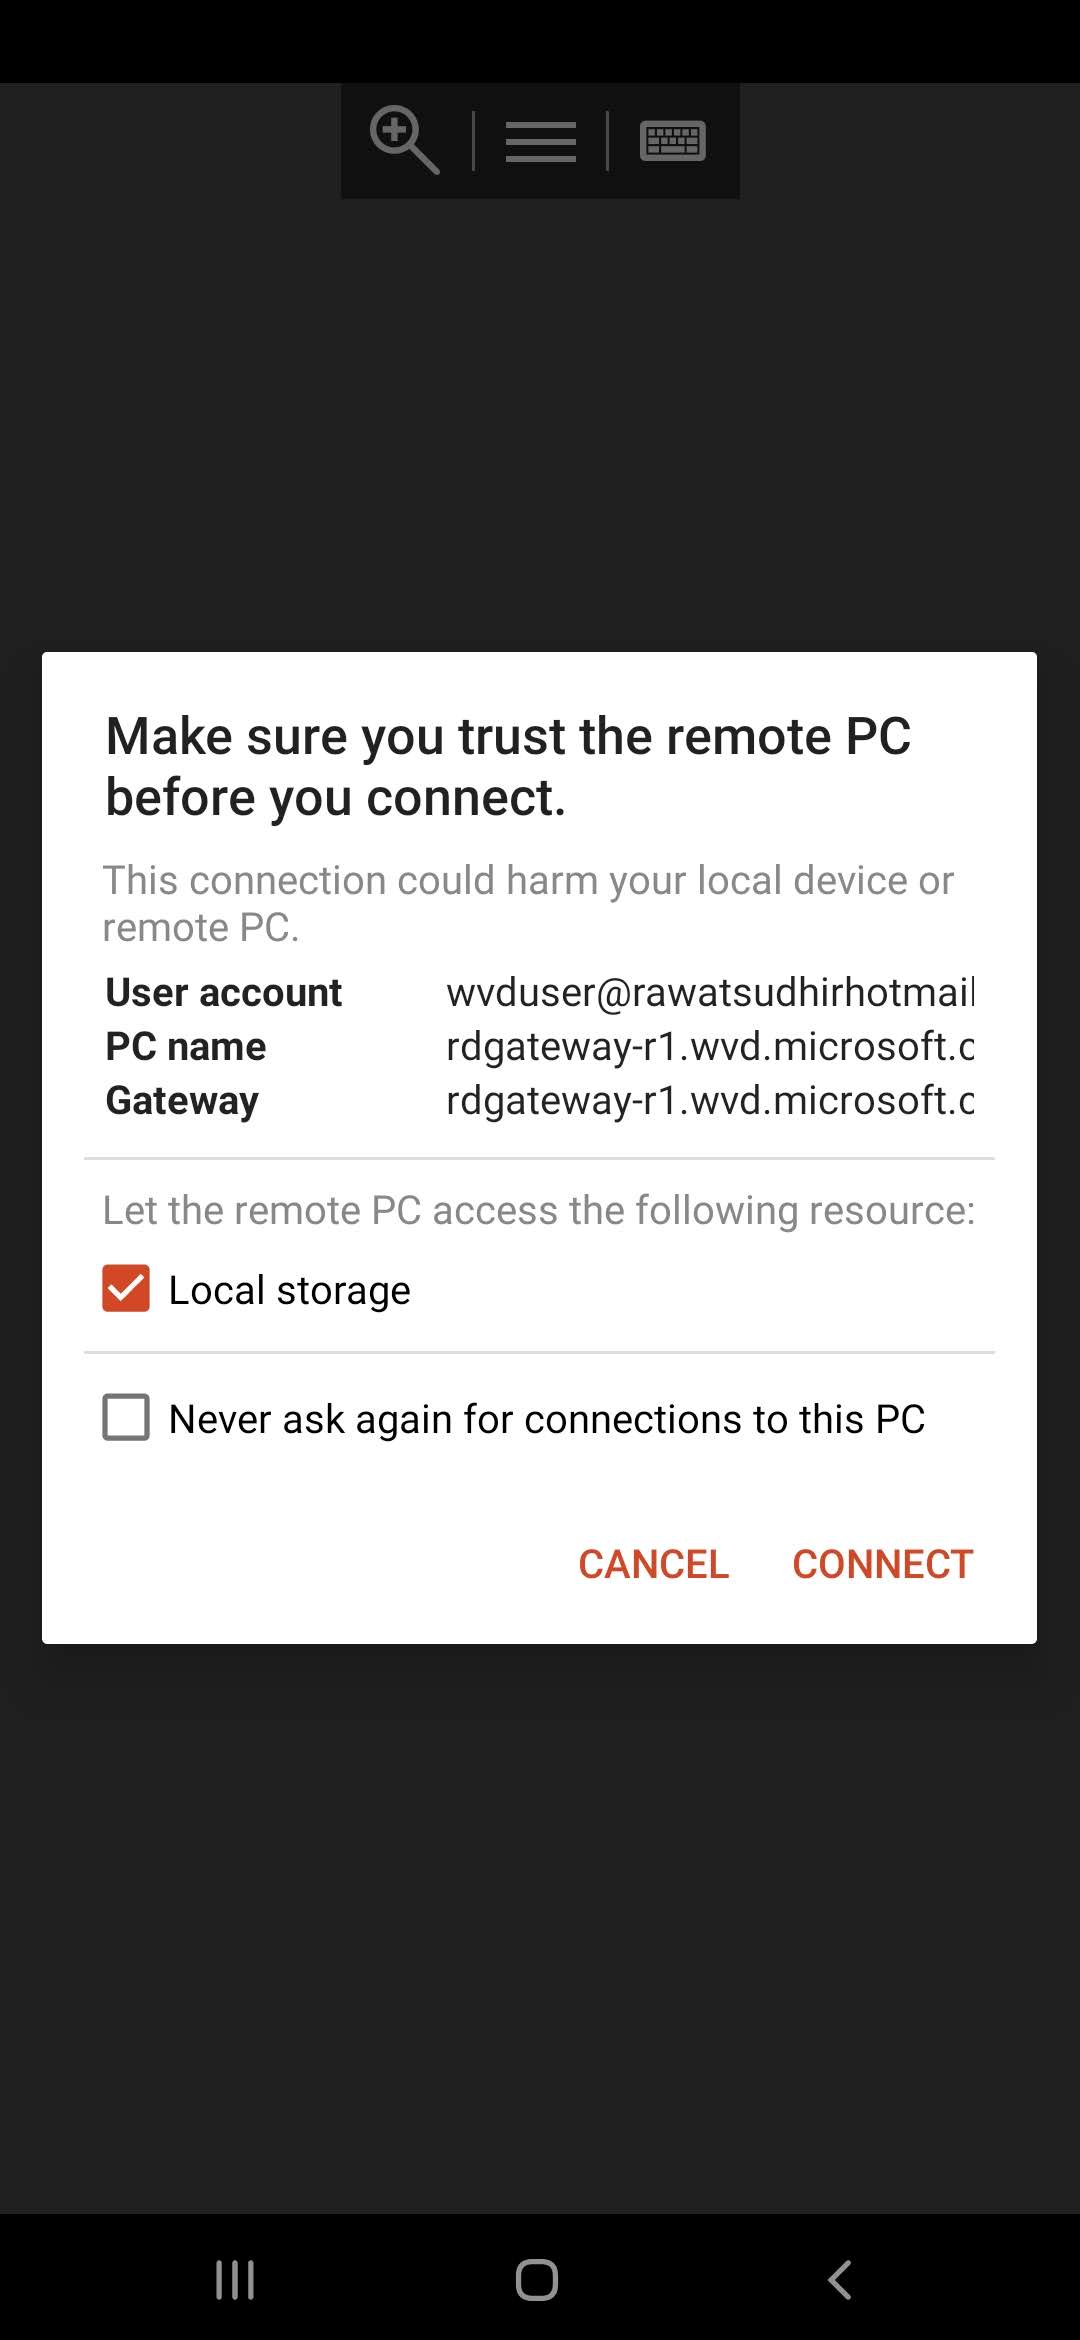 Make sure you trust the remote PC
before you connect.
This connection could harm your local device or
remote PC.
User account wvduser@rawatsudhirhotmail
PC name rdgateway-r1.wvd.microsoft.c
Gateway rdgateway-r1.wvd.microsoft.c
Let the remote PC access the following resource:
Local storage
Never ask again for connections to this PC
CANCEL CONNECT